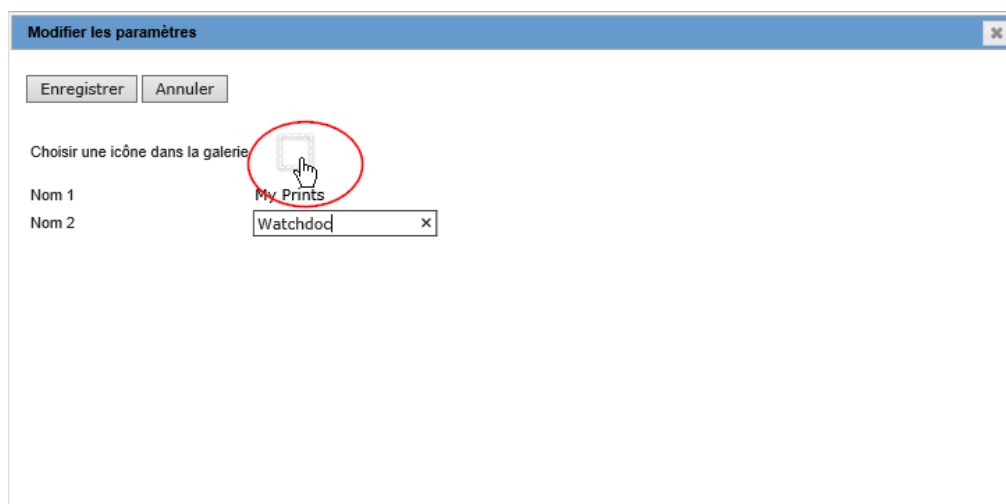 Modifier les paramètres
Enregistrer Annuler
Choisir une icône dans la galerie
Nom 1 My Prints
Nom 2 Watchdoc